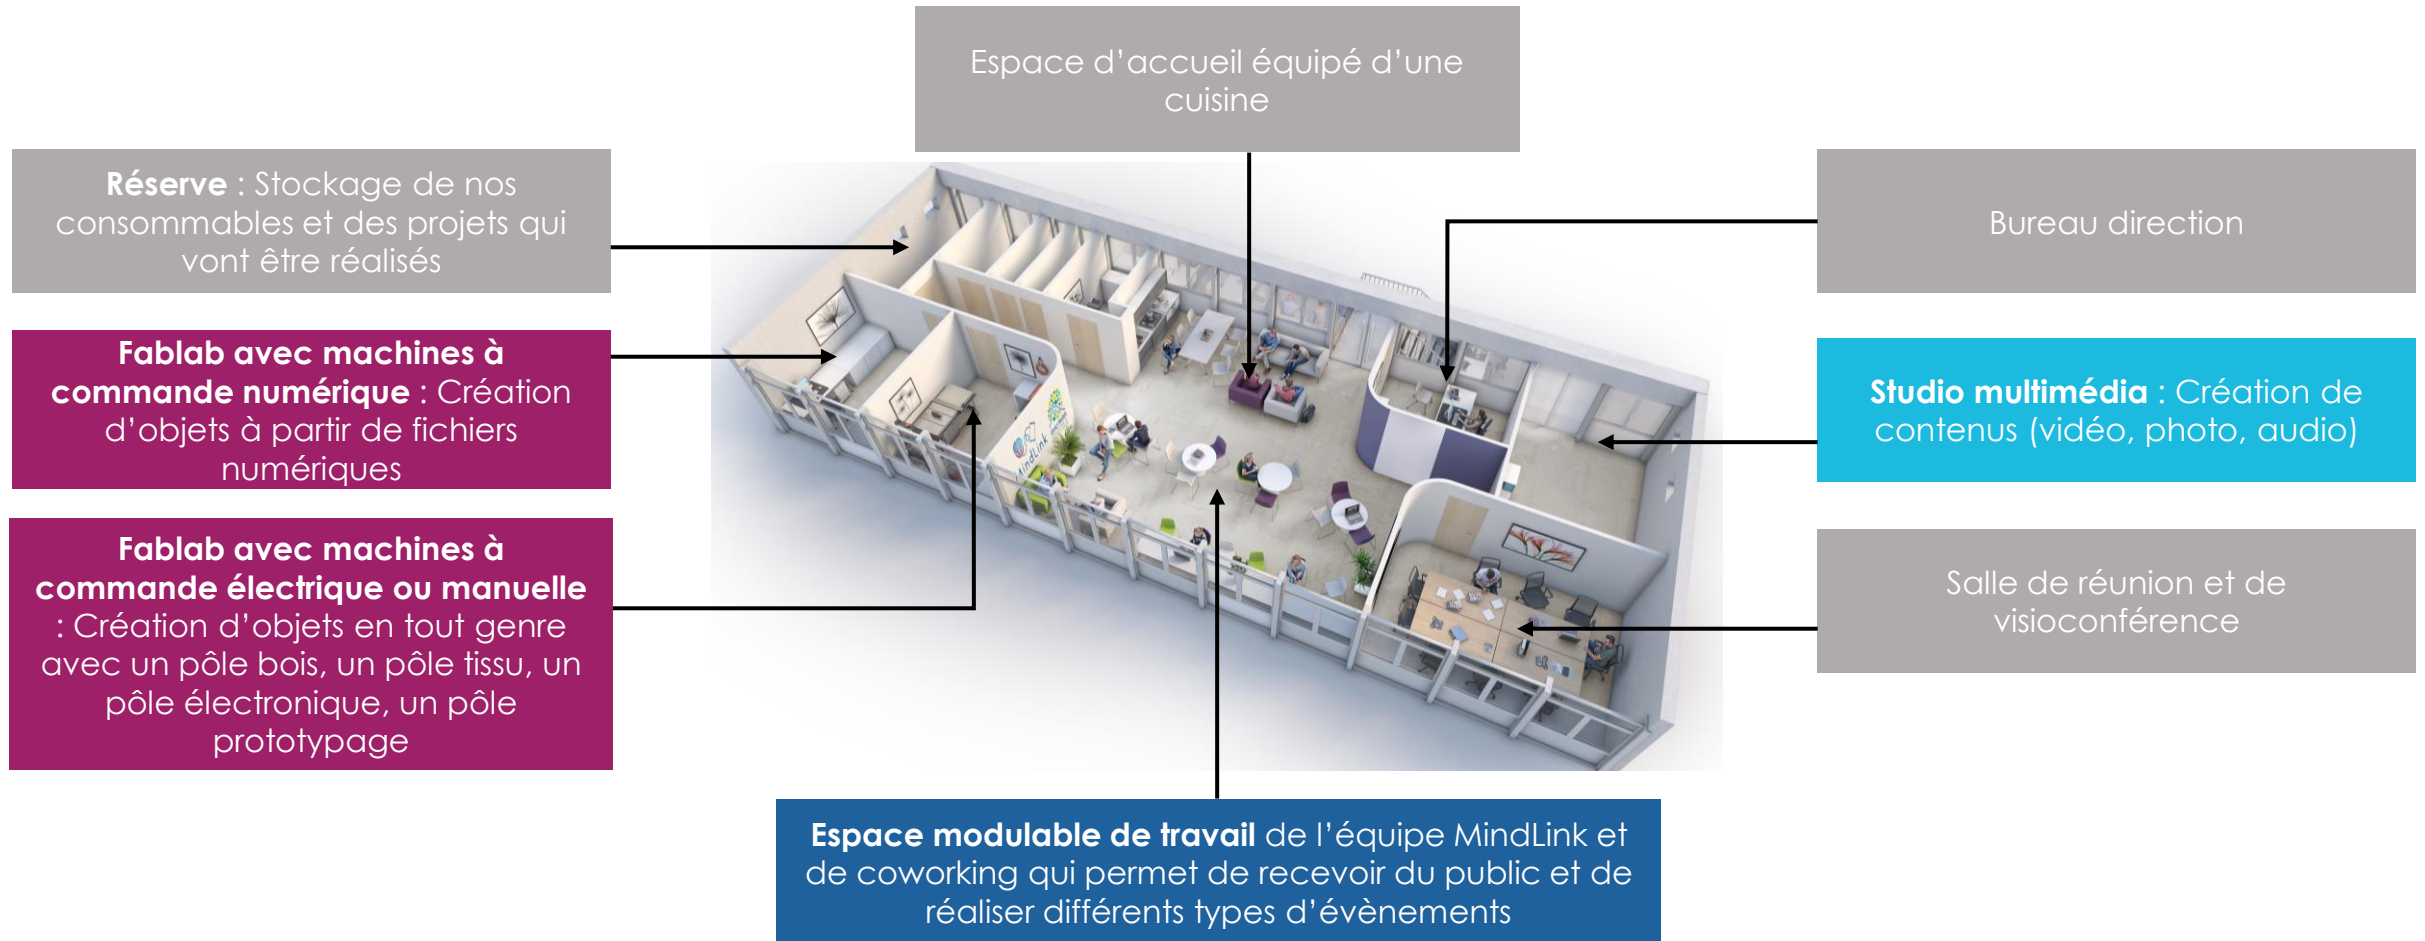 Espace d’accueil équipé d’une
cuisine
Réserve : Stockage de nos
consommables et des projets qui
vont être réalisés
Bureau direction
Fablab avec machines à
commande numérique : Création
d’objets à partir de fichiers
numériques
Studio multimédia : Création de
contenus (vidéo, photo, audio)
MindLink
Fablab avec machines à
commande électrique ou manuelle
: Création d’objets en tout genre
avec un pôle bois, un pôle tissu, un
pôle électronique, un pôle
prototypage
Salle de réunion et de
visioconférence
Espace modulable de travail de l’équipe MindLink et
de coworking qui permet de recevoir du public et de
réaliser différents types d’évènements